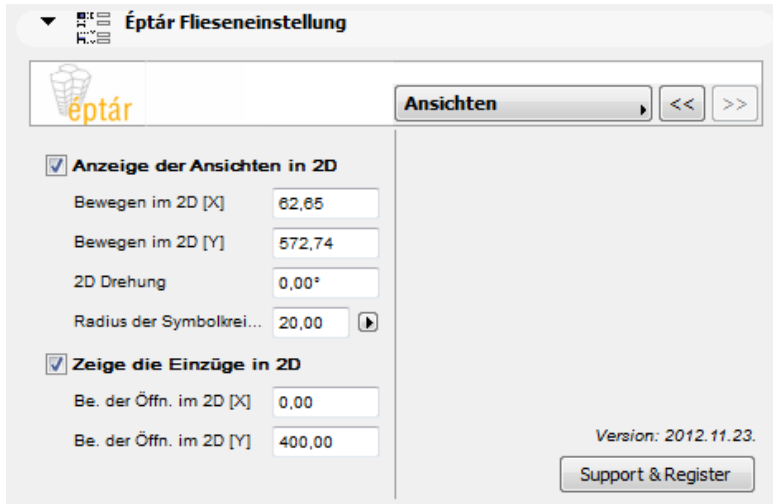 Éptár Flieseneinstellung
éptár
Ansichten
<<
>>
Anzeige der Ansichten in 2D
Bewegen im 2D [X] 62,65
Bewegen im 2D [Y] 572,74
2D Drehung 0,00°
Radius der Symbolkrei... 20,00
Zeige die Einzüge in 2D
Be. der Öffn. im 2D [X] 0,00
Be. der Öffn. im 2D [Y] 400,00
Version: 2012.11.23.
Support & Register